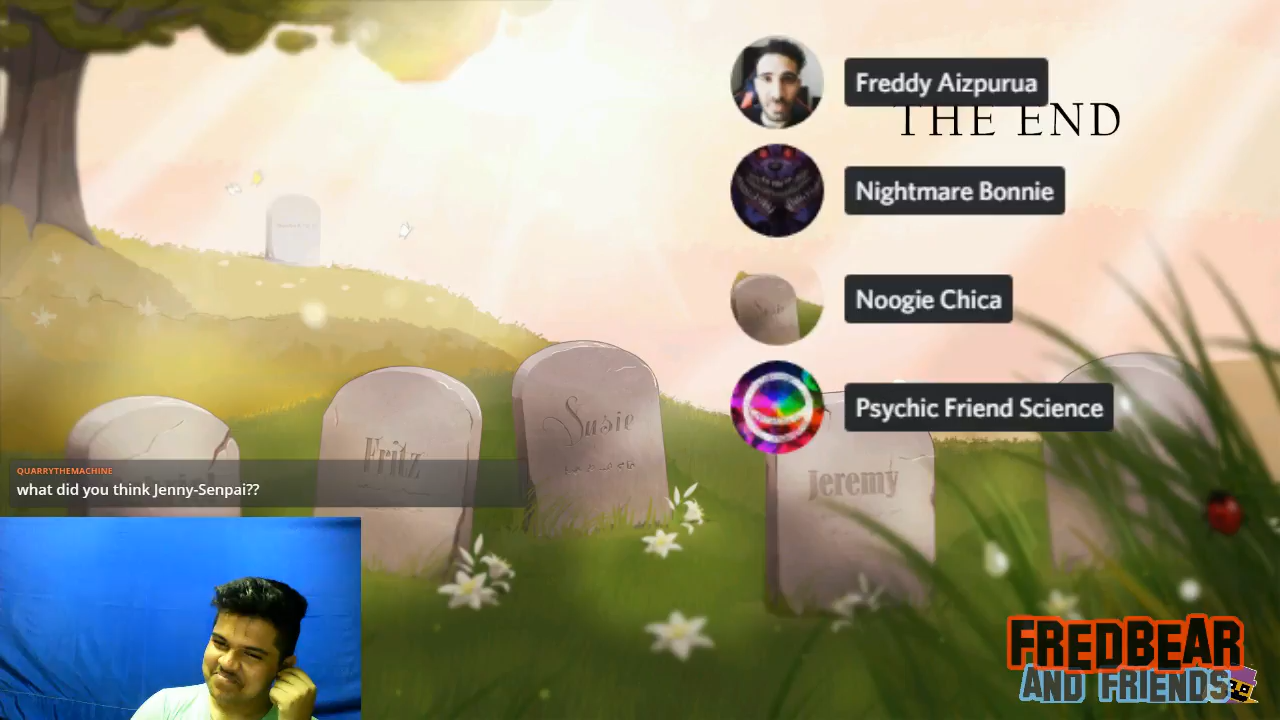 Freddy Aizpurua
THE END
Nightmare Bonnie
Noogie Chica
Psychic Friend Science
Susie
Fritz
Jeremy
QUARRYTHEMACHINE
what did you think Jenny-Senpai??
FREDBEAR
AND FRIENDS